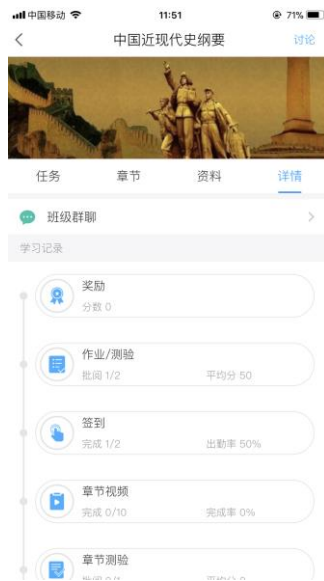 中国移动 11:51 71%
中国近现代史纲要 讨论
任务 章节 资料 详情
班级群聊
学习记录
奖励
分数 0
作业/测验
批阅 1/2 平均分 50
签到
完成 1/2 出勤率 50%
章节视频
完成 0/10 完成率 0%
章节测验